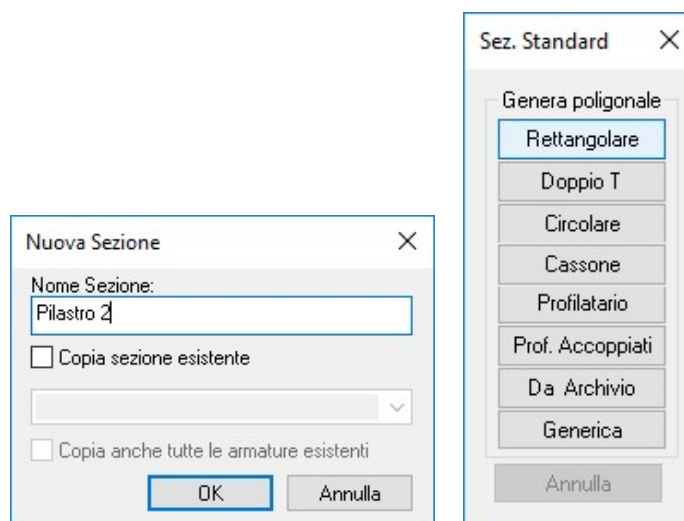 Nuova Sezione
Nome Sezione:
Pilastro 2
Copia sezione esistente
Copia anche tutte le armature esistenti
OK
Annulla
Sez. Standard
Genera poligonale
Rettangolare
Doppio T
Circolare
Cassone
Profilatario
Prof. Accoppiati
Da Archivio
Generica
Annulla